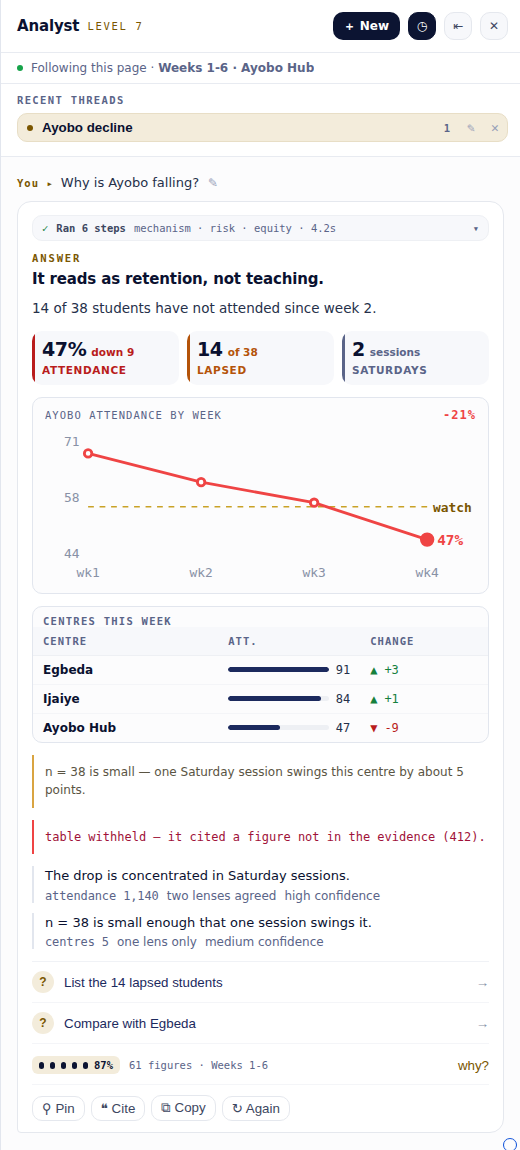 Analyst LEVEL 7 + New
Following this page · Weeks 1-6 · Ayobo Hub
RECENT THREADS
Ayobo decline 1
You ▸ Why is Ayobo falling?
✓ Ran 6 steps mechanism · risk · equity · 4.2s ▾
ANSWER
It reads as retention, not teaching.
14 of 38 students have not attended since week 2.
47% down 9 14 of 38 2 sessions
ATTENDANCE LAPSED SATURDAYS
AYOBO ATTENDANCE BY WEEK -21%
71
58
watch
47%
44
wk1 wk2 wk3 wk4
CENTRES THIS WEEK
CENTRE ATT. CHANGE
Egbeda 91 ▲ +3
Ijaiye 84 ▲ +1
Ayobo Hub 47 ▼ -9
n = 38 is small — one Saturday session swings this centre by about 5
points.
table withheld — it cited a figure not in the evidence (412).
The drop is concentrated in Saturday sessions.
attendance 1,140 two lenses agreed high confidence
n = 38 is small enough that one session swings it.
centres 5 one lens only medium confidence
? List the 14 lapsed students →
? Compare with Egbeda →
87% 61 figures · Weeks 1-6 why?
Pin ❝ Cite Copy ↻ Again